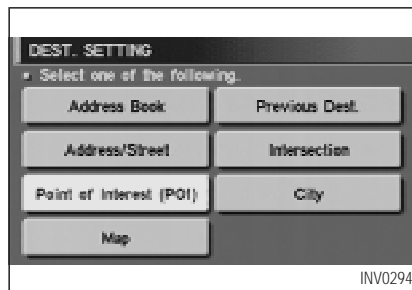 DEST. SETTING
Select one of the following.
Address Book Previous Dest.
Address/Street Intersection
Point of Interest (POI) City
Map
INV0294